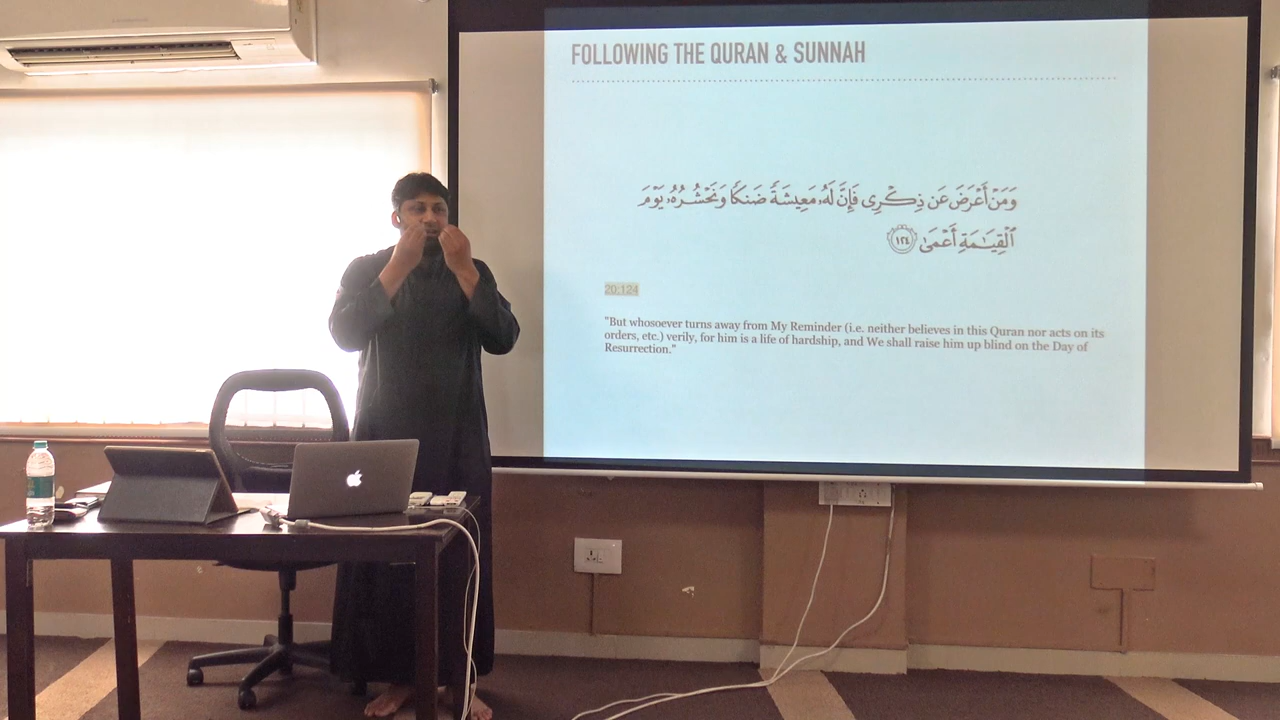 FOLLOWING THE QURAN & SUNNAH
وَمَنْ أَعْرَضَ عَن ذِكْرِى فَإِنَّ لَهُۥ مَعِيشَةً ضَنكًا وَنَحْشُرُهُۥ يَوْمَ
ٱلْقِيَـٰمَةِ أَعْمَىٰ ١٢٤
20:124
"But whosoever turns away from My Reminder (i.e. neither believes in this Quran nor acts on its
orders, etc.) verily, for him is a life of hardship, and We shall raise him up blind on the Day of
Resurrection."